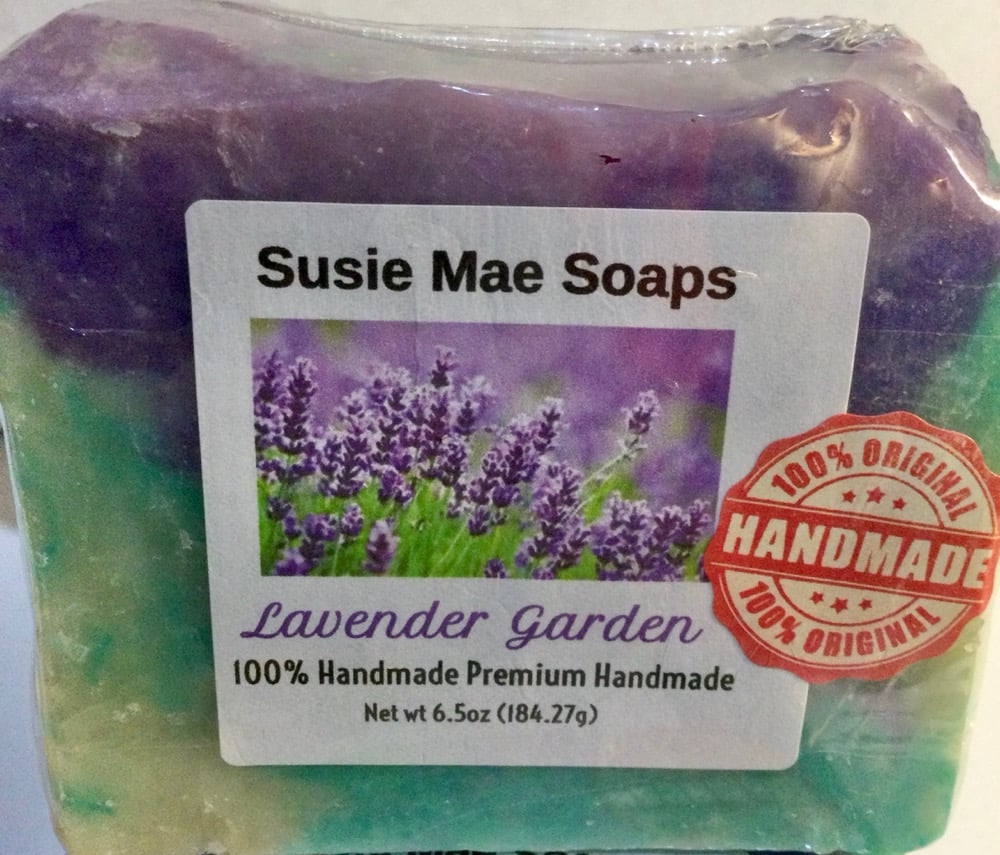 Susie Mae Soaps
Lavender Garden
100% Handmade Premium Handmade
Net wt 6.5oz (184.27g)
100% ORIGINAL
HANDMADE
100% ORIGINAL